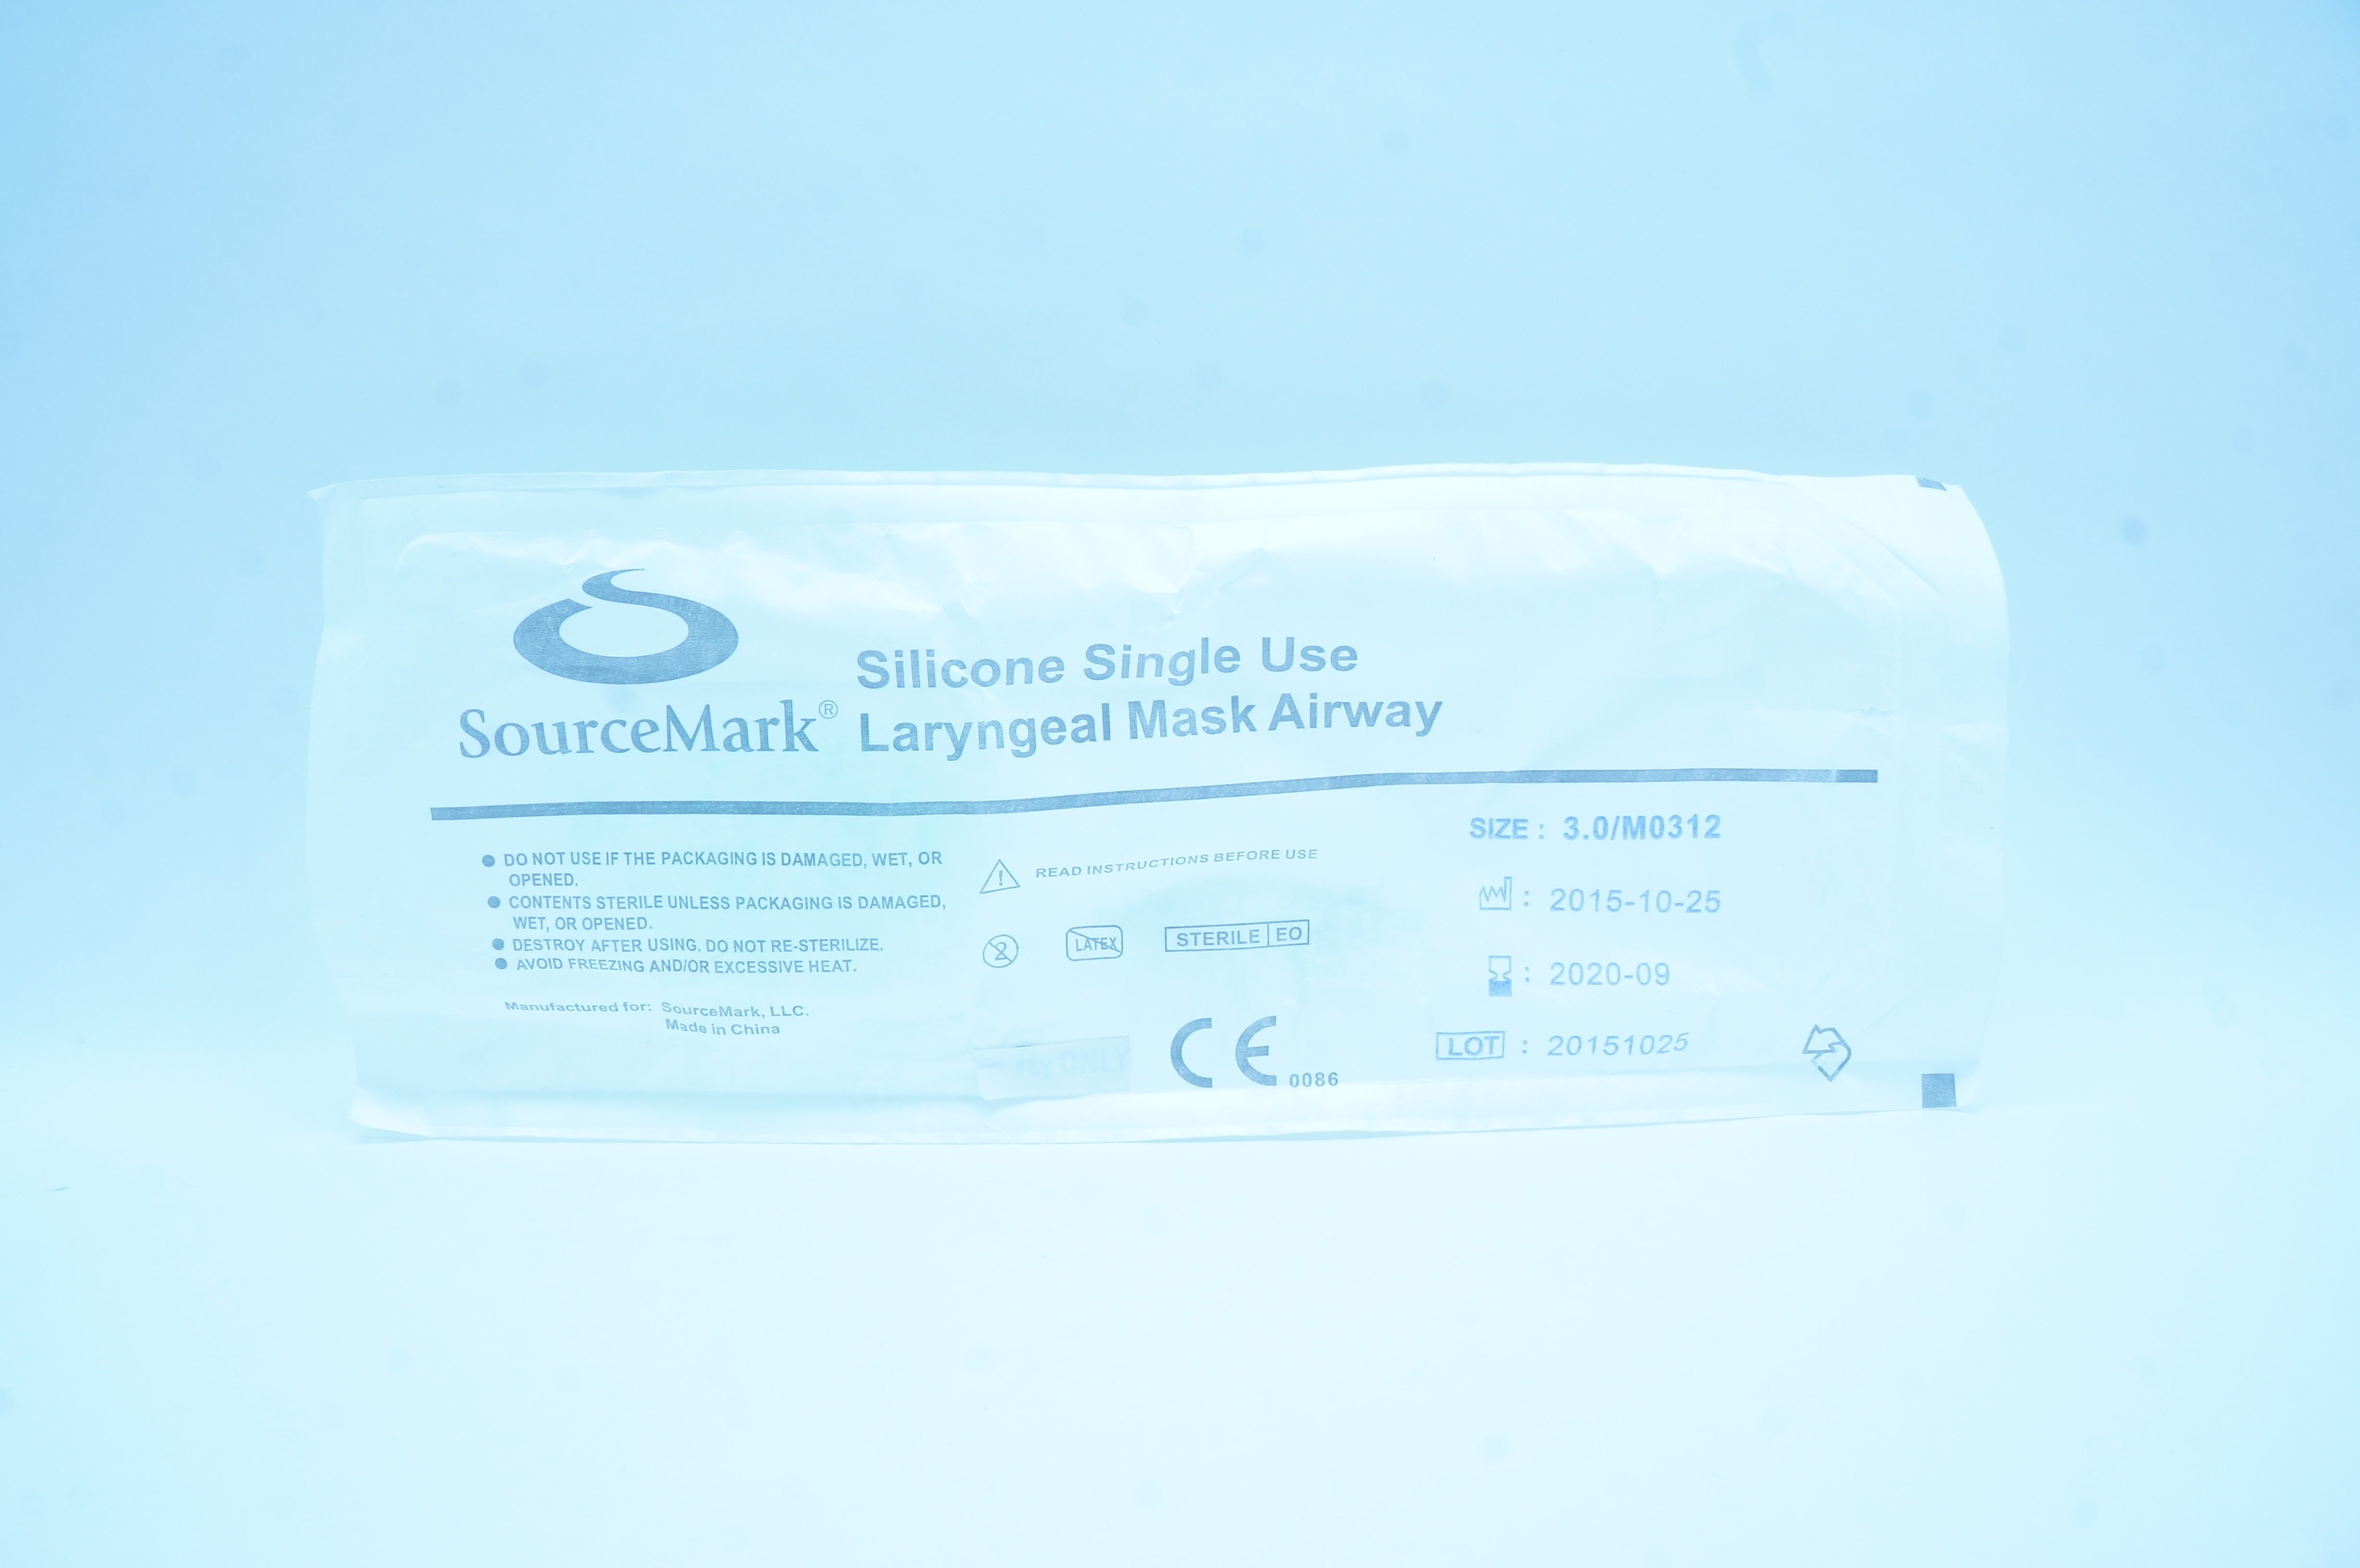 SourceMark®
Silicone Single Use
Laryngeal Mask Airway
● DO NOT USE IF THE PACKAGING IS DAMAGED, WET, OR
OPENED.
● CONTENTS STERILE UNLESS PACKAGING IS DAMAGED,
WET, OR OPENED.
● DESTROY AFTER USING. DO NOT RE-STERILIZE.
● AVOID FREEZING AND/OR EXCESSIVE HEAT.
Manufactured for: SourceMark, LLC.
Made in China
! READ INSTRUCTIONS BEFORE USE
2 LATEX STERILE EO
ONLY
CE 0086
SIZE : 3.0/M0312
: 2015-10-25
: 2020-09
LOT : 20151025